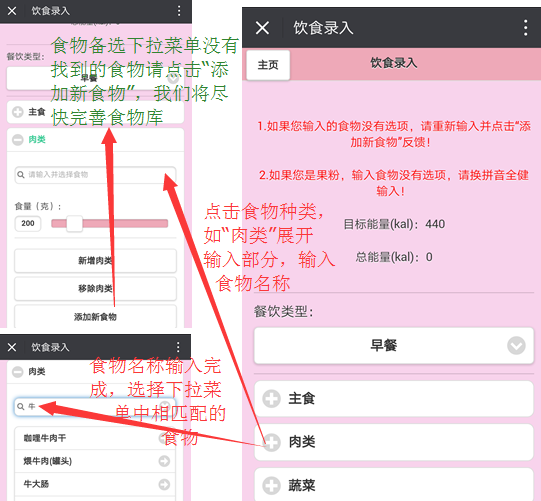 饮食录入
餐饮类型：
早餐
主食
肉类
请输入并选择食物
食量（克）：
200
新增肉类
移除肉类
添加新食物
食物备选下拉菜单没有
找到的食物请点击“添
加新食物”，我们将尽
快完善食物库
饮食录入
肉类
牛
咖喱牛肉干
煨牛肉(罐头)
牛大肠
食物名称输入完
成，选择下拉菜
单中相匹配的
食物
点击食物种类，
如“肉类”展开
输入部分，输入
食物名称
饮食录入
主页
饮食录入
1.如果您输入的食物没有选项，请重新输入并点击“添
加新食物”反馈！
2.如果您是果粉，输入食物没有选项，请换拼音全健
输入！
目标能量(kal)：440
总能量(kal)：0
餐饮类型：
早餐
主食
肉类
蔬菜